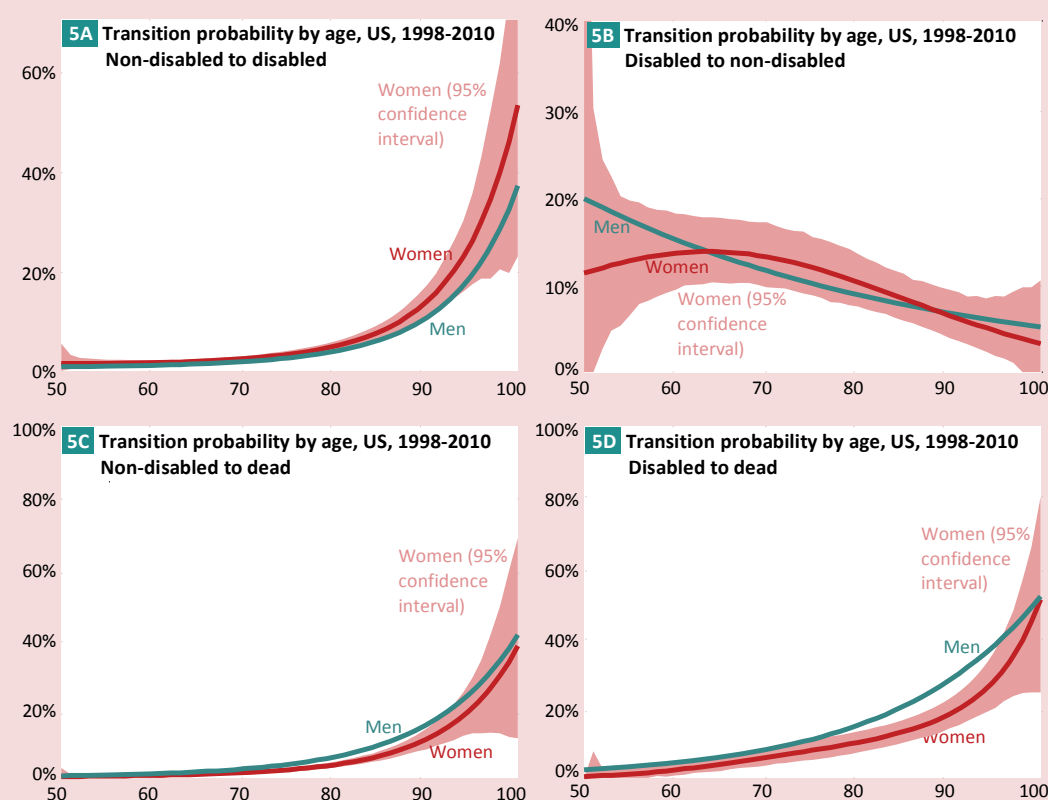 5A Transition probability by age, US, 1998-2010
Non-disabled to disabled
60%
40%
20%
0%
Women (95%
confidence
interval)
Women
Men
50 60 70 80 90 100
5B Transition probability by age, US, 1998-2010
Disabled to non-disabled
40%
30%
20%
10%
0%
Men
Women
Women (95%
confidence
interval)
50 60 70 80 90 100
5C Transition probability by age, US, 1998-2010
Non-disabled to dead
100%
80%
60%
40%
20%
0%
Women (95%
confidence
interval)
Men
Women
50 60 70 80 90 100
5D Transition probability by age, US, 1998-2010
Disabled to dead
100%
80%
60%
40%
20%
0%
Women (95%
confidence
interval)
Men
Women
50 60 70 80 90 100